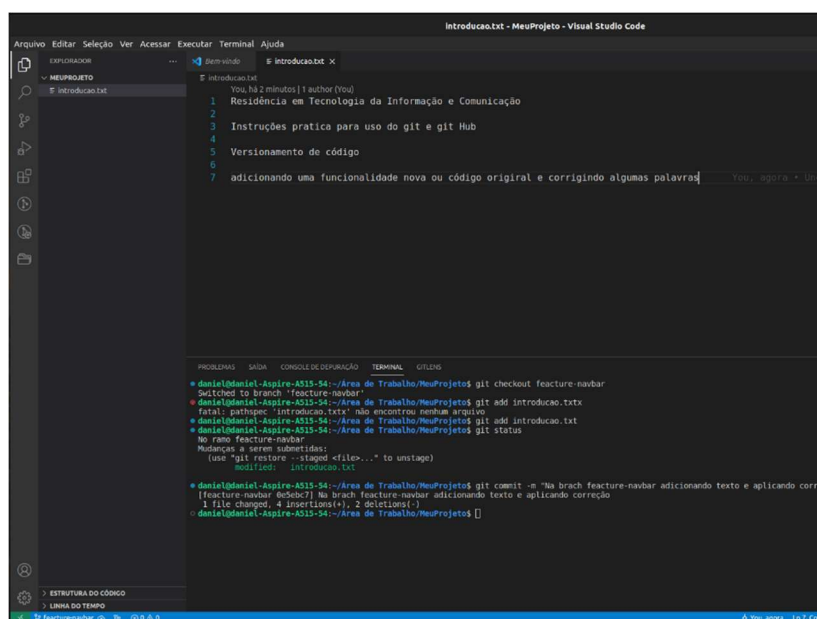 introducao.txt - MeuProjeto - Visual Studio Code
Arquivo Editar Seleção Ver Acessar Executar Terminal Ajuda
EXPLORADOR ...
Bem-vindo introducao.txt ×
MEUPROJETO
introducao.txt
introducao.txt
You, há 2 minutos | 1 author (You)
1 Residência em Tecnologia da Informação e Comunicação
2
3 Instruções pratica para uso do git e git Hub
4
5 Versionamento de código
6
7 adicionando uma funcionalidade nova ou código origiral e corrigindo algumas palavras You, agora • Un
PROBLEMAS SAÍDA CONSOLE DE DEPURAÇÃO TERMINAL GITLENS
daniel@daniel-Aspire-A515-54:~/Área de Trabalho/MeuProjeto$ git checkout feacture-navbar
Switched to branch 'feacture-navbar'
daniel@daniel-Aspire-A515-54:~/Área de Trabalho/MeuProjeto$ git add introducao.txtx
fatal: pathspec 'introducao.txtx' não encontrou nenhum arquivo
daniel@daniel-Aspire-A515-54:~/Área de Trabalho/MeuProjeto$ git add introducao.txt
daniel@daniel-Aspire-A515-54:~/Área de Trabalho/MeuProjeto$ git status
No ramo feacture-navbar
Mudanças a serem submetidas:
(use "git restore --staged <file>..." to unstage)
modified: introducao.txt
daniel@daniel-Aspire-A515-54:~/Área de Trabalho/MeuProjeto$ git commit -m "Na brach feacture-navbar adicionando texto e aplicando corr
[feacture-navbar 0e5ebc7] Na brach feacture-navbar adicionando texto e aplicando correção
1 file changed, 4 insertions(+), 2 deletions(-)
daniel@daniel-Aspire-A515-54:~/Área de Trabalho/MeuProjeto$
ESTRUTURA DO CÓDIGO
LINHA DO TEMPO